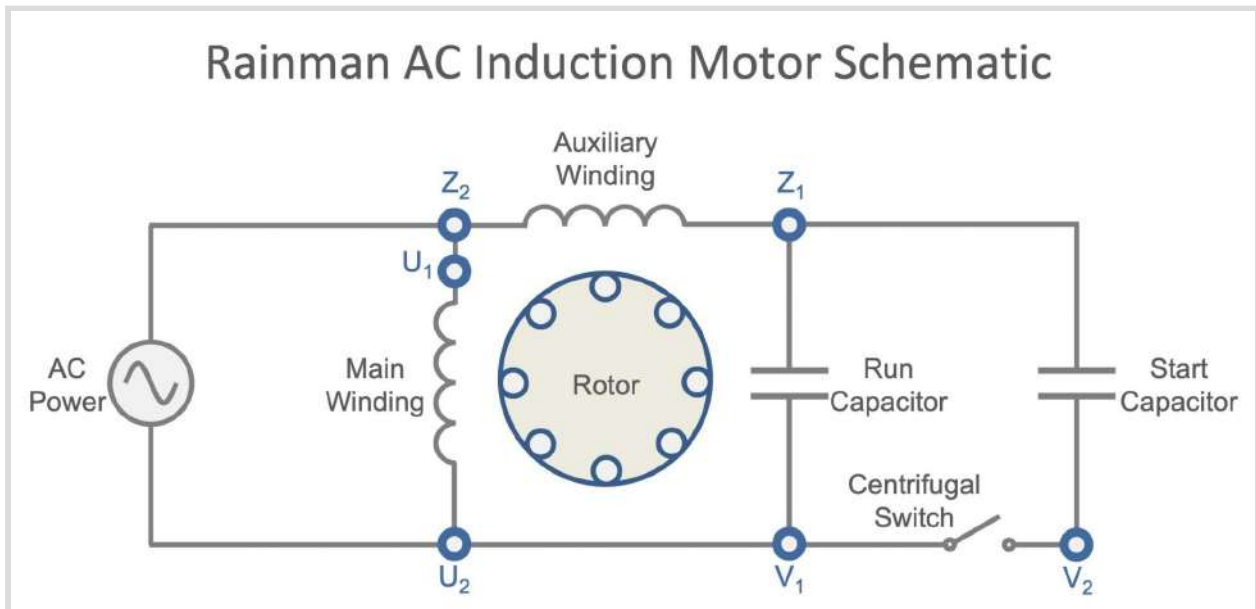 Rainman AC Induction Motor Schematic
Auxiliary
Winding
Z₂
Z₁
U₁
AC
Power
Main
Winding
Rotor
Run
Capacitor
Start
Capacitor
Centrifugal
Switch
U₂
V₁
V₂